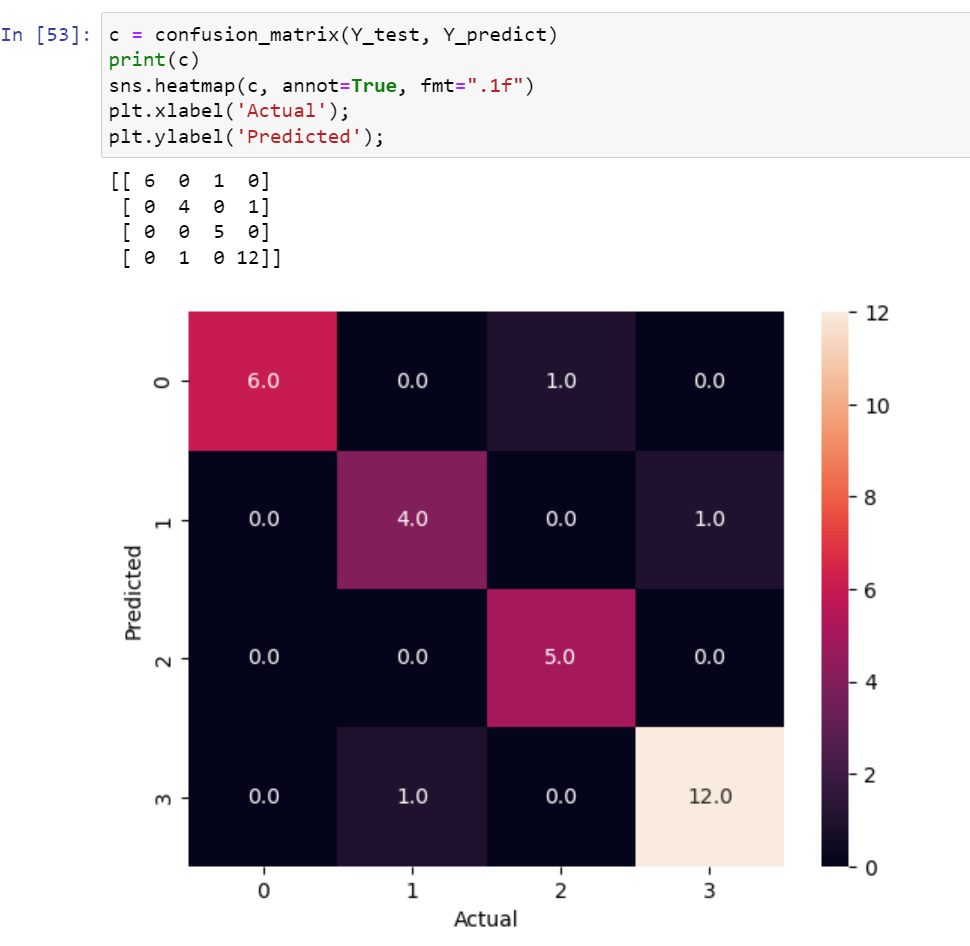 In [53]: c = confusion_matrix(Y_test, Y_predict)
print(c)
sns.heatmap(c, annot=True, fmt=".1f")
plt.xlabel('Actual');
plt.ylabel('Predicted');
[[ 6  0  1  0]
 [ 0  4  0  1]
 [ 0  0  5  0]
 [ 0  1  0 12]]
12
0 6.0 0.0 1.0 0.0
10
8
1 0.0 4.0 0.0 1.0
Predicted
6
2 0.0 0.0 5.0 0.0
4
2
3 0.0 1.0 0.0 12.0
0
0 1 2 3
Actual